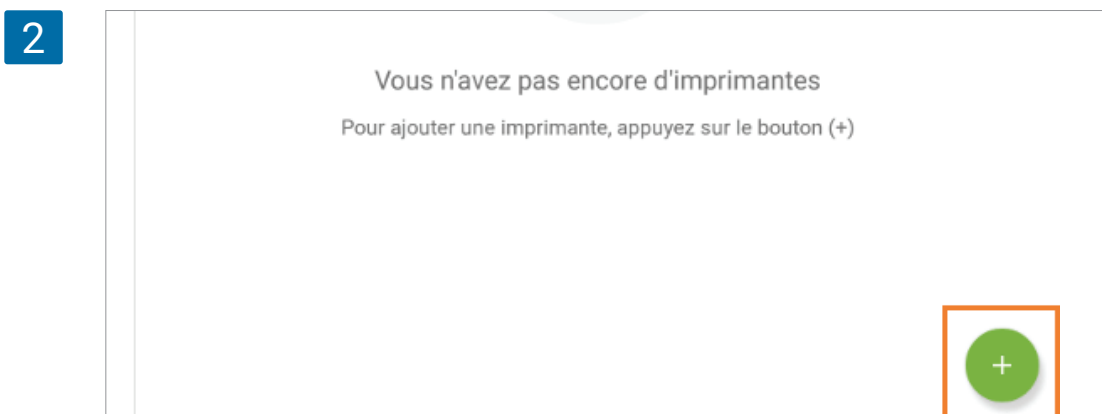 2
Vous n'avez pas encore d'imprimantes
Pour ajouter une imprimante, appuyez sur le bouton (+)
+